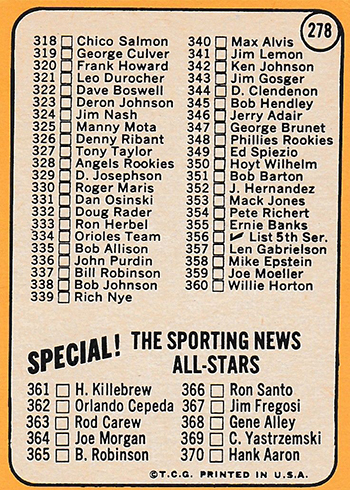 278
318 Chico Salmon
319 George Culver
320 Frank Howard
321 Leo Durocher
322 Dave Boswell
323 Deron Johnson
324 Jim Nash
325 Manny Mota
326 Denny Ribant
327 Tony Taylor
328 Angels Rookies
329 D. Josephson
330 Roger Maris
331 Dan Osinski
332 Doug Rader
333 Ron Herbel
334 Orioles Team
335 Bob Allison
336 John Purdin
337 Bill Robinson
338 Bob Johnson
339 Rich Nye
340 Max Alvis
341 Jim Lemon
342 Ken Johnson
343 Jim Gosger
344 D. Clendenon
345 Bob Hendley
346 Jerry Adair
347 George Brunet
348 Phillies Rookies
349 Ed Spiezio
350 Hoyt Wilhelm
351 Bob Barton
352 J. Hernandez
353 Mack Jones
354 Pete Richert
355 Ernie Banks
356 List 5th Ser.
357 Len Gabrielson
358 Mike Epstein
359 Joe Moeller
360 Willie Horton
SPECIAL! THE SPORTING NEWS
ALL-STARS
361 H. Killebrew
362 Orlando Cepeda
363 Rod Carew
364 Joe Morgan
365 B. Robinson
366 Ron Santo
367 Jim Fregosi
368 Gene Alley
369 C. Yastrzemski
370 Hank Aaron
©T.C.G. PRINTED IN U.S.A.